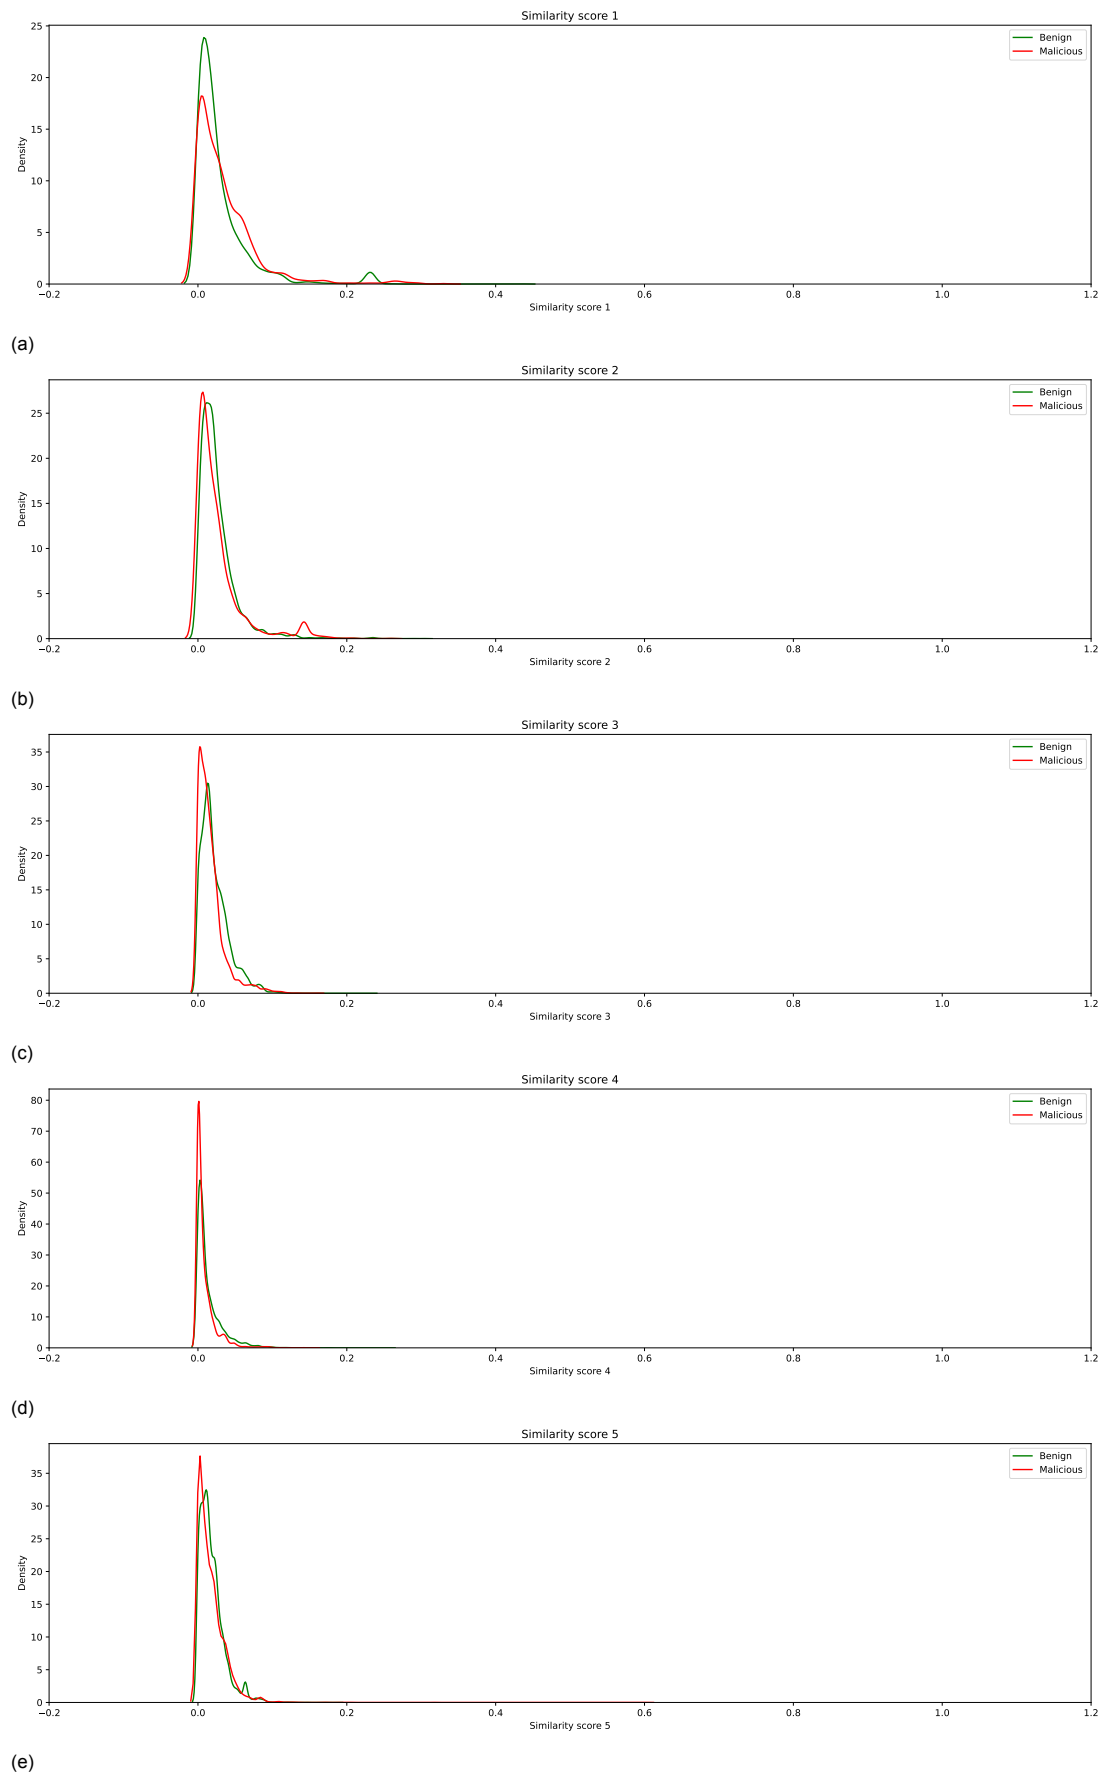 Similarity score 1
Benign
Malicious
25
20
15
10
5
0
Density
−0.2 0.0 0.2 0.4 0.6 0.8 1.0 1.2
Similarity score 1
(a)
Similarity score 2
Benign
Malicious
25
20
15
10
5
0
Density
−0.2 0.0 0.2 0.4 0.6 0.8 1.0 1.2
Similarity score 2
(b)
Similarity score 3
Benign
Malicious
35
30
25
20
15
10
5
0
Density
−0.2 0.0 0.2 0.4 0.6 0.8 1.0 1.2
Similarity score 3
(c)
Similarity score 4
Benign
Malicious
80
70
60
50
40
30
20
10
0
Density
−0.2 0.0 0.2 0.4 0.6 0.8 1.0 1.2
Similarity score 4
(d)
Similarity score 5
Benign
Malicious
35
30
25
20
15
10
5
0
Density
−0.2 0.0 0.2 0.4 0.6 0.8 1.0 1.2
Similarity score 5
(e)